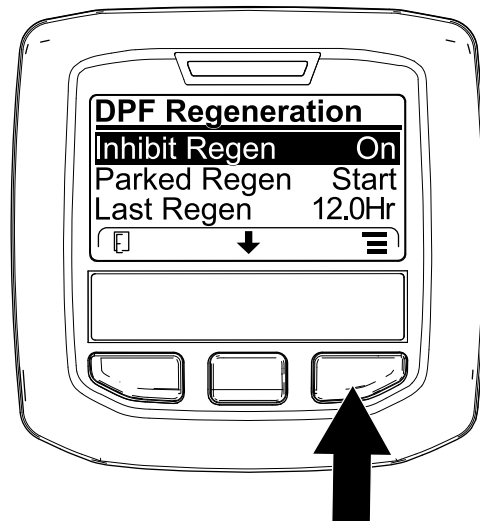 DPF Regeneration
Inhibit Regen On
Parked Regen Start
Last Regen 12.0Hr